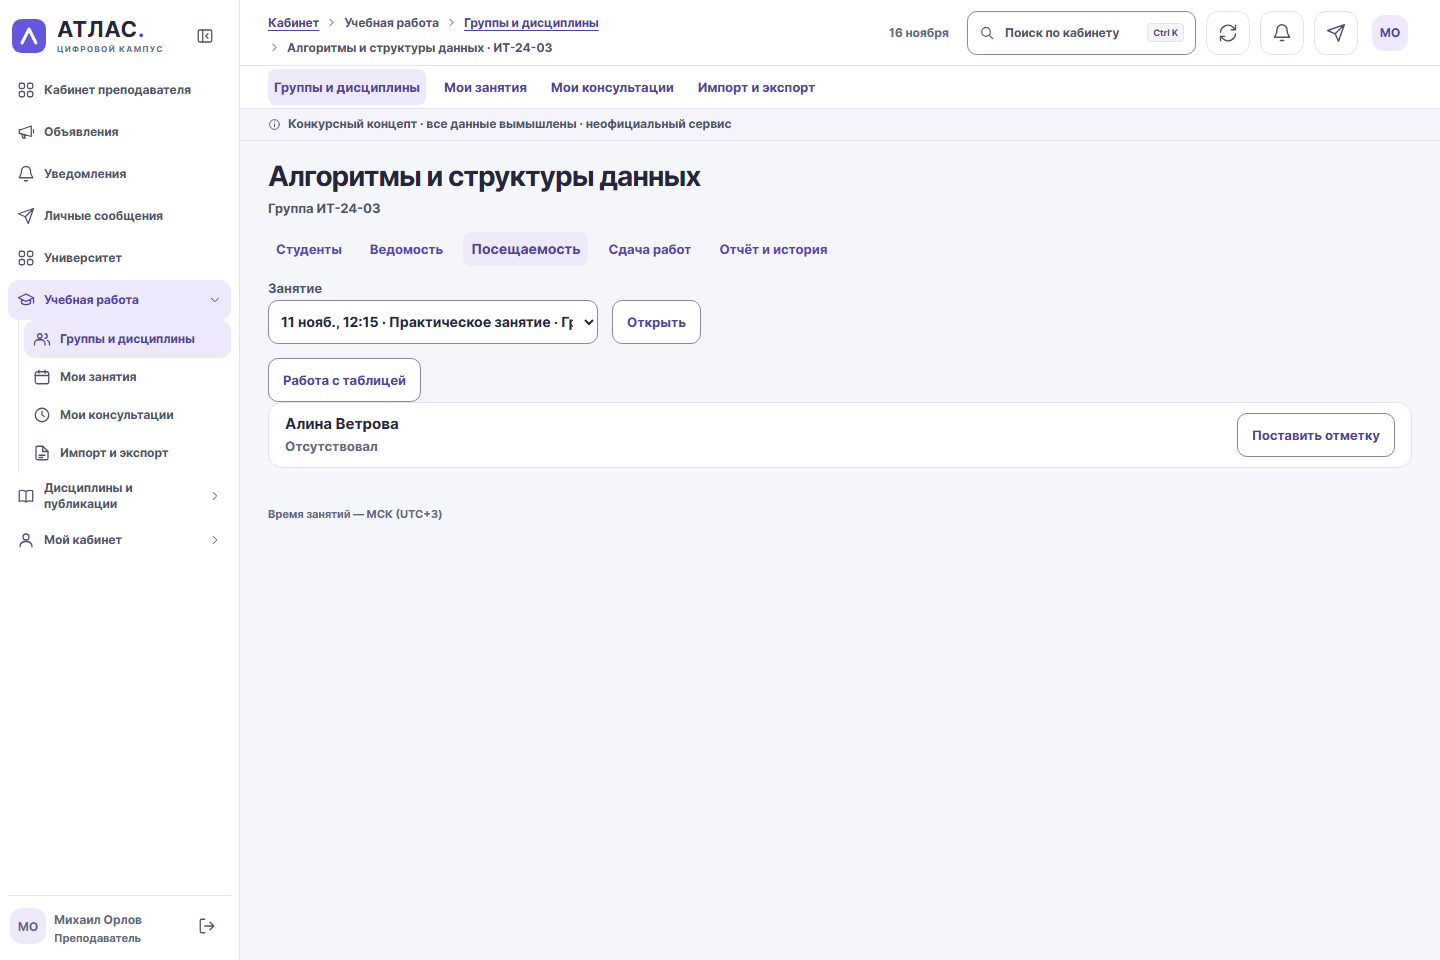 АТЛАС.
ЦИФРОВОЙ КАМПУС
Кабинет преподавателя
Объявления
Уведомления
Личные сообщения
Университет
Учебная работа
Группы и дисциплины
Мои занятия
Мои консультации
Импорт и экспорт
Дисциплины и
публикации
Мой кабинет
МО
Михаил Орлов
Преподаватель
Кабинет > Учебная работа > Группы и дисциплины
> Алгоритмы и структуры данных · ИТ-24-03
16 ноября
Поиск по кабинету Ctrl K
МО
Группы и дисциплины Мои занятия Мои консультации Импорт и экспорт
Конкурсный концепт · все данные вымышлены · неофициальный сервис
Алгоритмы и структуры данных
Группа ИТ-24-03
Студенты Ведомость Посещаемость Сдача работ Отчёт и история
Занятие
11 нояб., 12:15 · Практическое занятие · Гр
Открыть
Работа с таблицей
Алина Ветрова
Отсутствовал
Поставить отметку
Время занятий — МСК (UTC+3)